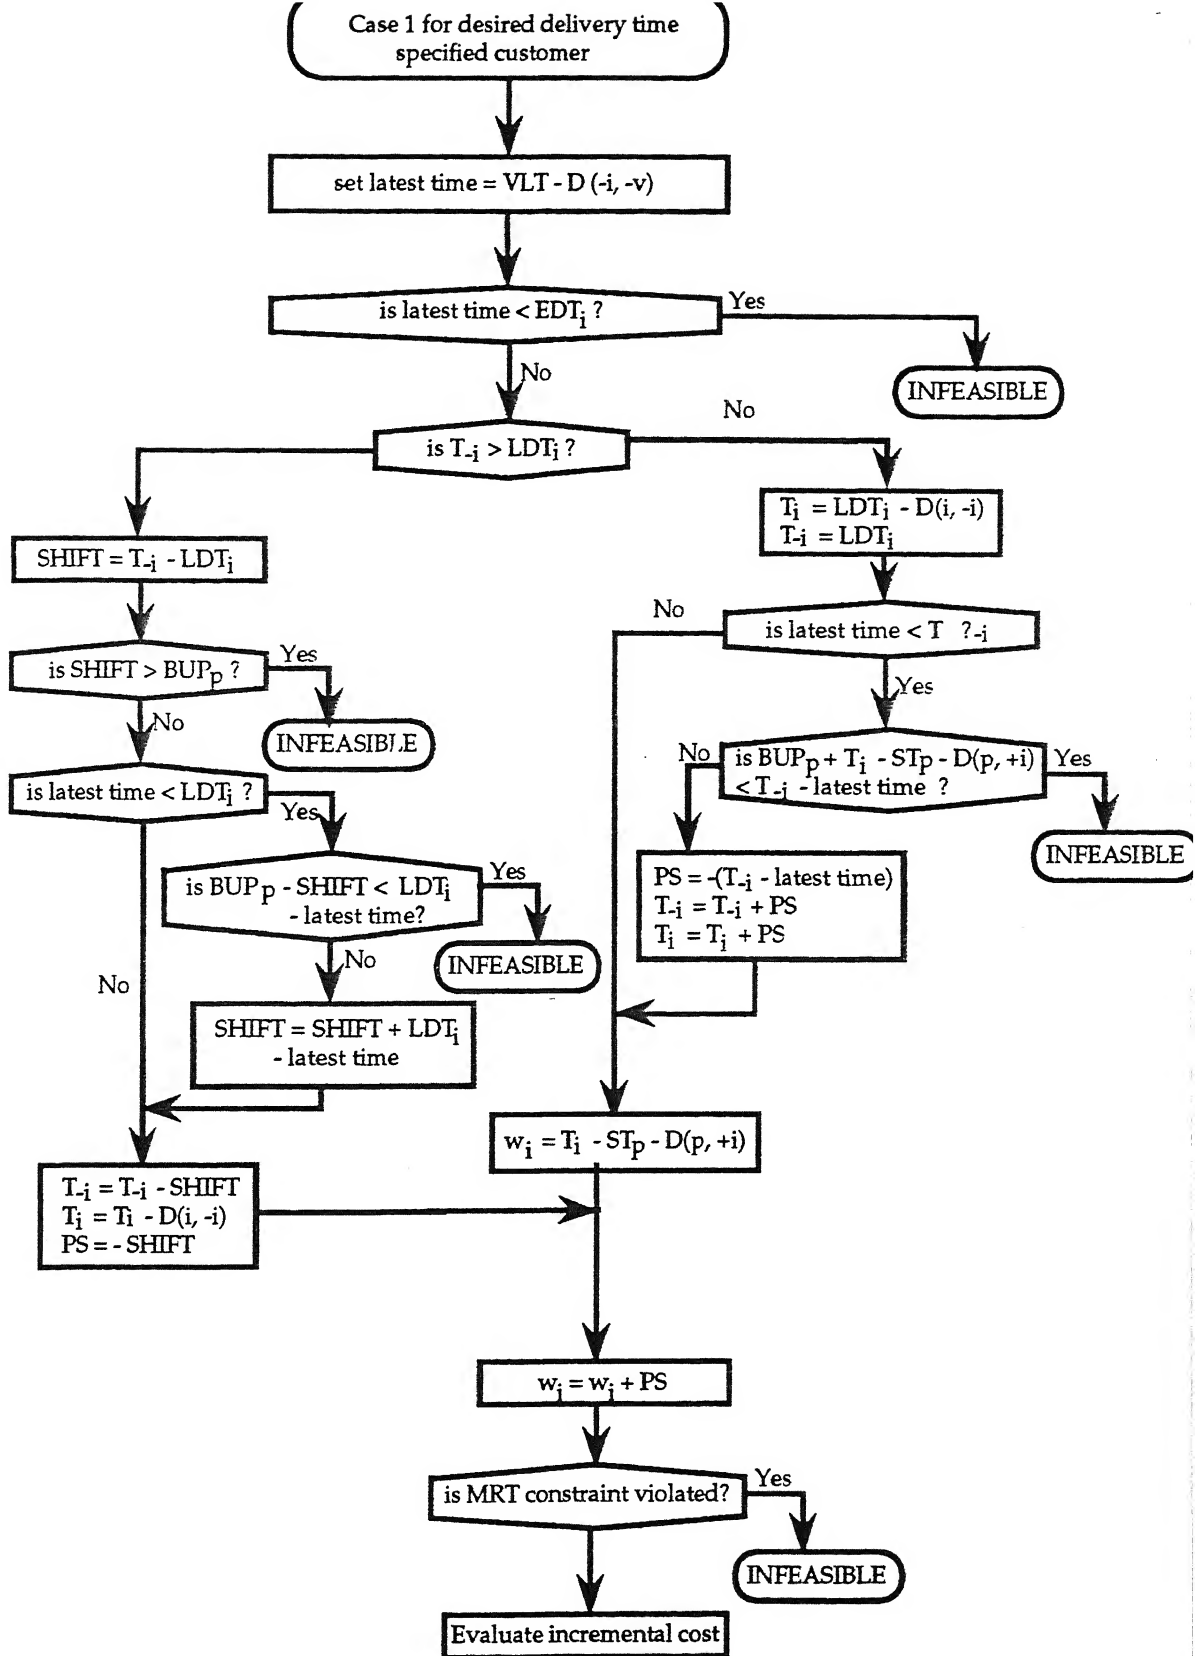 Case 1 for desired delivery time
specified customer
set latest time = VLT - D (-i, -v)
is latest time < EDTi ?
Yes
INFEASIBLE
No
No
is T-i > LDTi ?
Ti = LDTi - D(i, -i)
T-i = LDTi
SHIFT = T-i - LDTi
No
is latest time < T ?-i
Yes
is SHIFT > BUPp ?
Yes
INFEASIBLE
No
No
is BUPp + Ti - STp - D(p, +i)
< T-i - latest time ?
Yes
INFEASIBLE
is latest time < LDTi ?
Yes
is BUPp - SHIFT < LDTi
- latest time?
Yes
INFEASIBLE
PS = -(T-i - latest time)
T-i = T-i + PS
Ti = Ti + PS
No
No
SHIFT = SHIFT + LDTi
- latest time
wi = Ti - STp - D(p, +i)
T-i = T-i - SHIFT
Ti = Ti - D(i, -i)
PS = - SHIFT
wi = wi + PS
is MRT constraint violated?
Yes
INFEASIBLE
Evaluate incremental cost